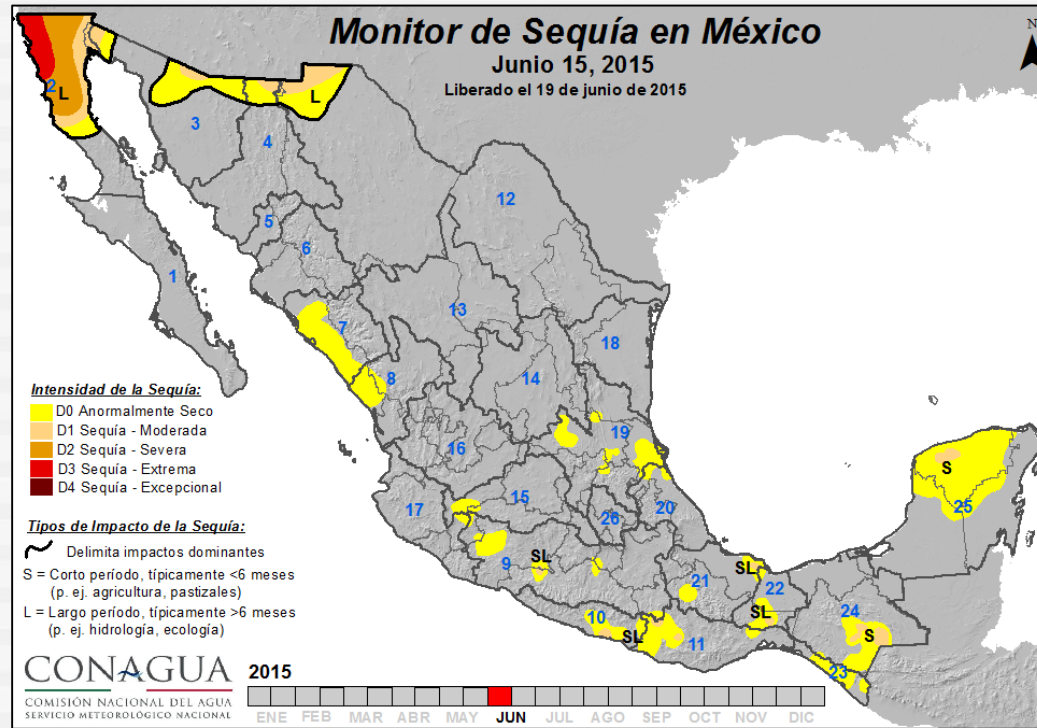 Monitor de Sequía en México
Junio 15, 2015
Liberado el 19 de junio de 2015
N
2
L
3
4
L
12
5
6
1
7
13
18
8
14
19
16
15
17
26
20
S
25
9
SL
SL
21
22
SL
10
SL
11
24
S
23
Intensidad de la Sequía:
D0 Anormalmente Seco
D1 Sequía - Moderada
D2 Sequía - Severa
D3 Sequía - Extrema
D4 Sequía - Excepcional
Tipos de Impacto de la Sequía:
Delimita impactos dominantes
S = Corto período, típicamente <6 meses
(p. ej. agricultura, pastizales)
L = Largo período, típicamente >6 meses
(p. ej. hidrología, ecología)
CONAGUA
COMISIÓN NACIONAL DEL AGUA
SERVICIO METEOROLÓGICO NACIONAL
2015
ENE FEB MAR ABR MAY JUN JUL AGO SEP OCT NOV DIC